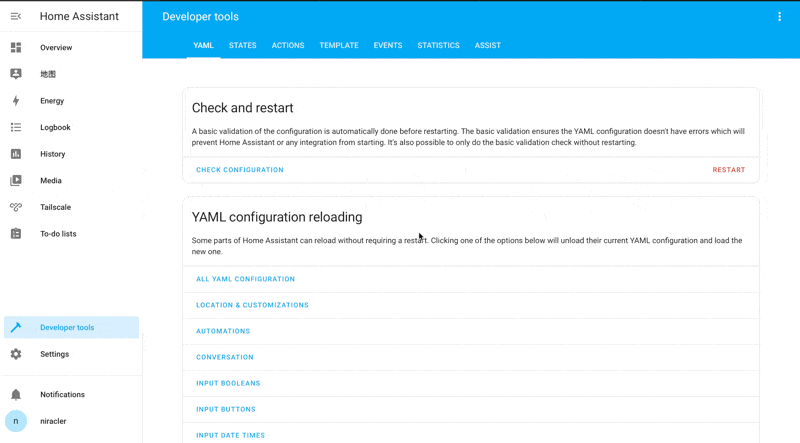 Home Assistant
Developer tools
YAML STATES ACTIONS TEMPLATE EVENTS STATISTICS ASSIST
Overview
地图
Energy
Logbook
History
Media
Tailscale
To-do lists
Developer tools
Settings
Notifications
n niracler
Check and restart
A basic validation of the configuration is automatically done before restarting. The basic validation ensures the YAML configuration doesn't have errors which will
prevent Home Assistant or any integration from starting. It's also possible to only do the basic validation check without restarting.
CHECK CONFIGURATION RESTART
YAML configuration reloading
Some parts of Home Assistant can reload without requiring a restart. Clicking one of the options below will unload their current YAML configuration and load the
new one.
ALL YAML CONFIGURATION
LOCATION & CUSTOMIZATIONS
AUTOMATIONS
CONVERSATION
INPUT BOOLEANS
INPUT BUTTONS
INPUT DATE TIMES